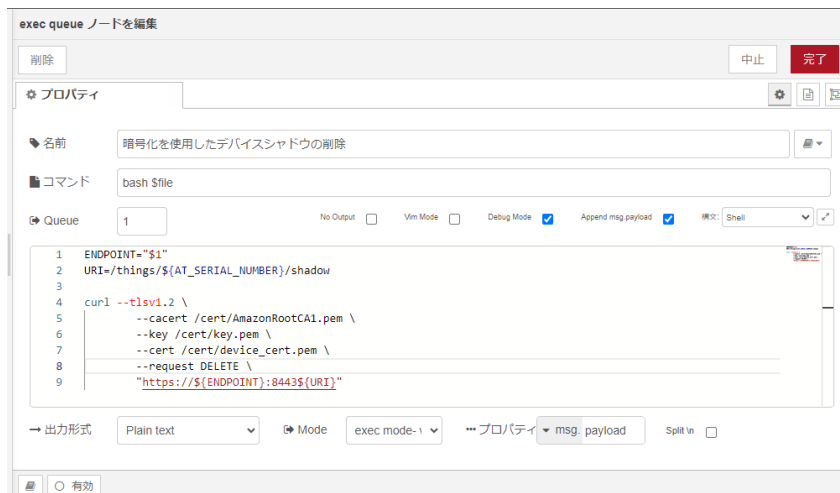 exec queue ノードを編集
削除
中止
完了
プロパティ
名前
暗号化を使用したデバイスシャドウの削除
コマンド
bash $file
Queue
1
No Output
Vim Mode
Debug Mode
Append msg.payload
構文:
Shell
1 ENDPOINT="$1"
2 URI=/things/${AT_SERIAL_NUMBER}/shadow
3
4 curl --tlsv1.2 \
5 --cacert /cert/AmazonRootCA1.pem \
6 --key /cert/key.pem \
7 --cert /cert/device_cert.pem \
8 --request DELETE \
9 "https://${ENDPOINT}:8443${URI}"
出力形式
Plain text
Mode
exec mode-
プロパティ
msg. payload
Split \n
有効